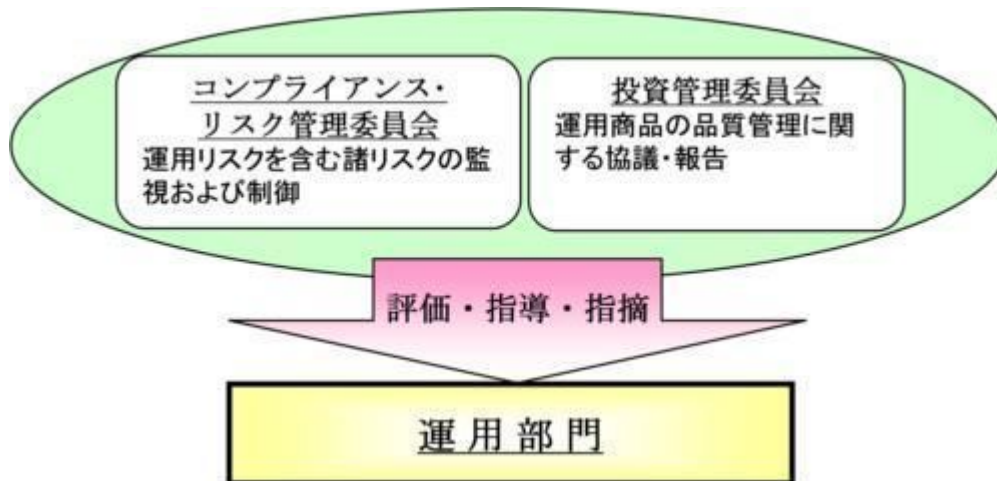 コンプライアンス・
リスク管理委員会
運用リスクを含む諸リスクの監
視および制御
投資管理委員会
運用商品の品質管理に関
する協議・報告
評価・指導・指摘
運用部門